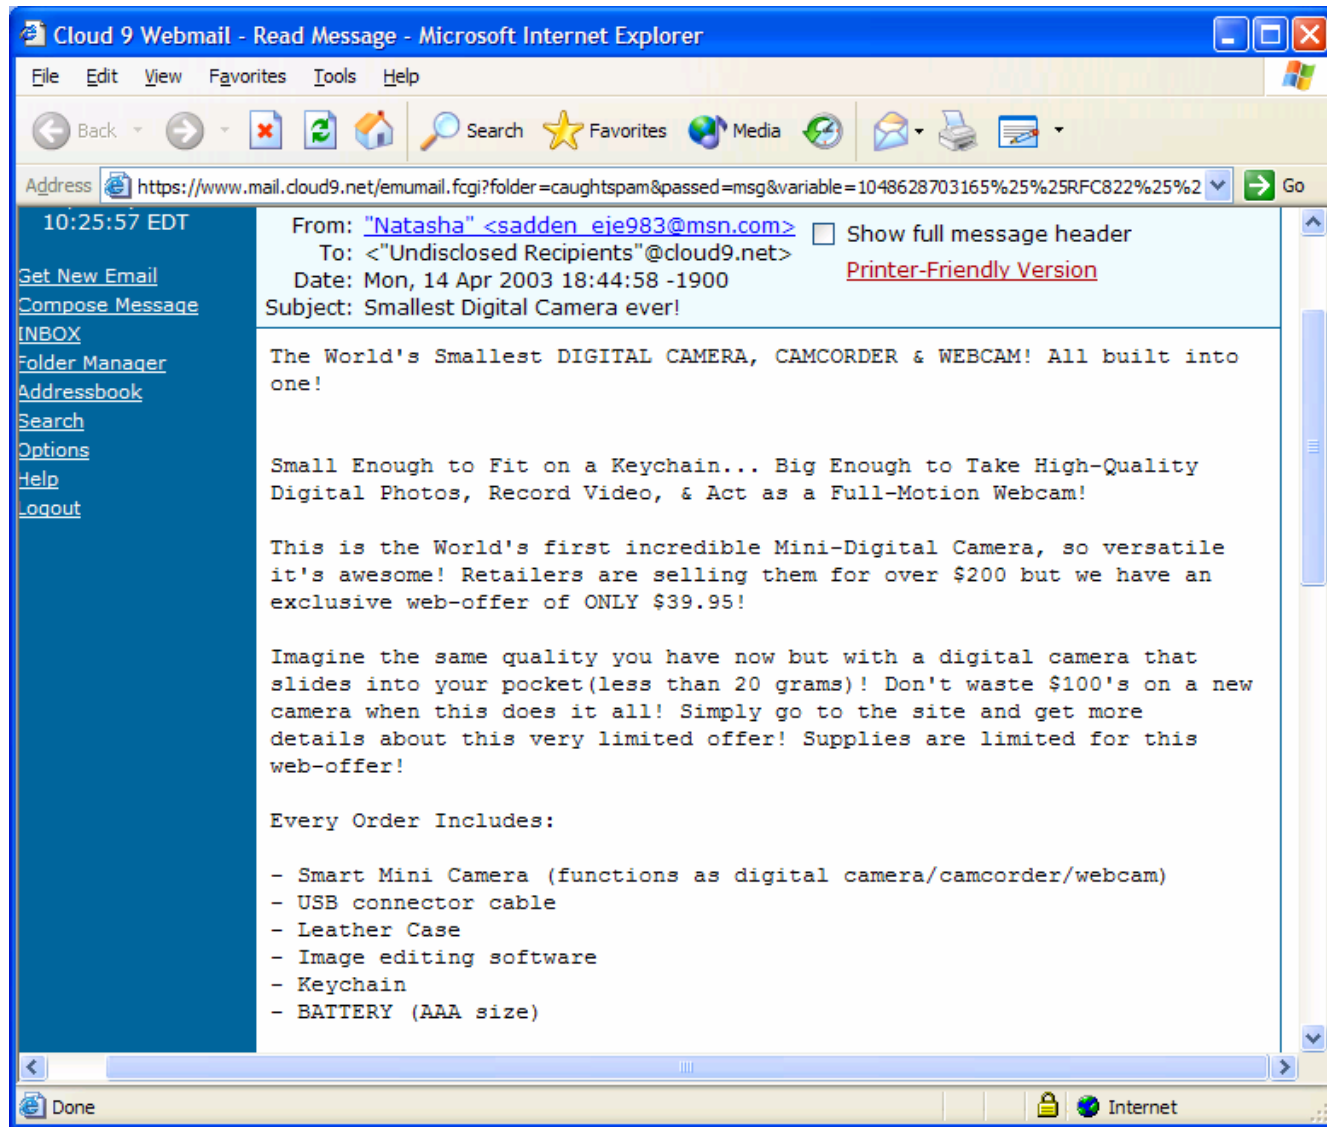 Cloud 9 Webmail - Read Message - Microsoft Internet Explorer
File Edit View Favorites Tools Help
Back Search Favorites Media
Address https://www.mail.cloud9.net/emumail.fcgi?folder=caughtspam&passed=msg&variable=1048628703165%25%25RFC822%25%2 Go
10:25:57 EDT
Get New Email
Compose Message
INBOX
Folder Manager
Addressbook
Search
Options
Help
Logout
From: "Natasha" <sadden_eje983@msn.com>
To: <"Undisclosed Recipients"@cloud9.net>
Date: Mon, 14 Apr 2003 18:44:58 -1900
Subject: Smallest Digital Camera ever!
Show full message header
Printer-Friendly Version
The World's Smallest DIGITAL CAMERA, CAMCORDER & WEBCAM! All built into
one!
Small Enough to Fit on a Keychain... Big Enough to Take High-Quality
Digital Photos, Record Video, & Act as a Full-Motion Webcam!
This is the World's first incredible Mini-Digital Camera, so versatile
it's awesome! Retailers are selling them for over $200 but we have an
exclusive web-offer of ONLY $39.95!
Imagine the same quality you have now but with a digital camera that
slides into your pocket(less than 20 grams)! Don't waste $100's on a new
camera when this does it all! Simply go to the site and get more
details about this very limited offer! Supplies are limited for this
web-offer!
Every Order Includes:
- Smart Mini Camera (functions as digital camera/camcorder/webcam)
- USB connector cable
- Leather Case
- Image editing software
- Keychain
- BATTERY (AAA size)
Done Internet